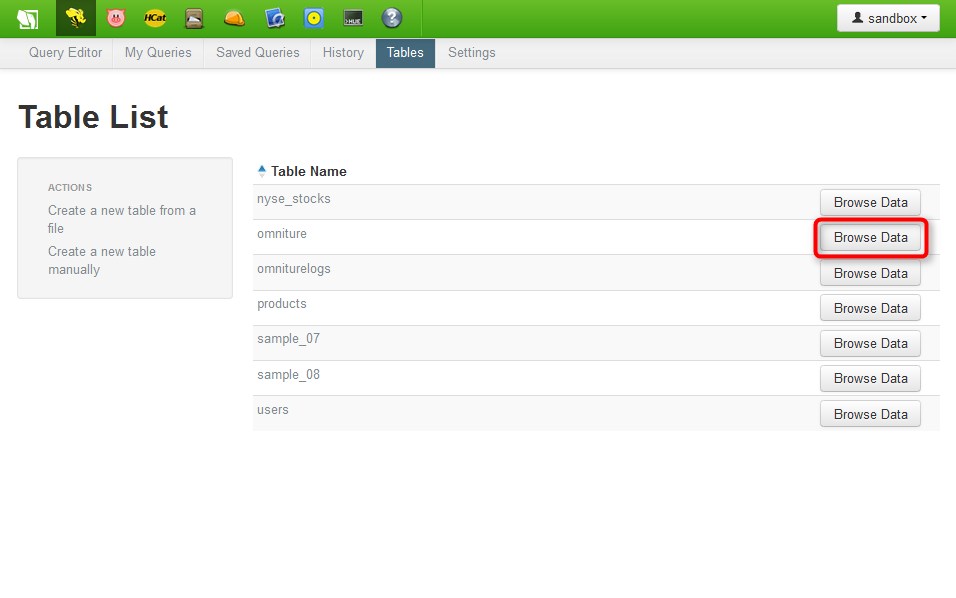 HCat
HUE
sandbox
Query Editor
My Queries
Saved Queries
History
Tables
Settings
Table List
ACTIONS
Create a new table from a
file
Create a new table
manually
Table Name
nyse_stocks
Browse Data
omniture
Browse Data
omniturelogs
Browse Data
products
Browse Data
sample_07
Browse Data
sample_08
Browse Data
users
Browse Data